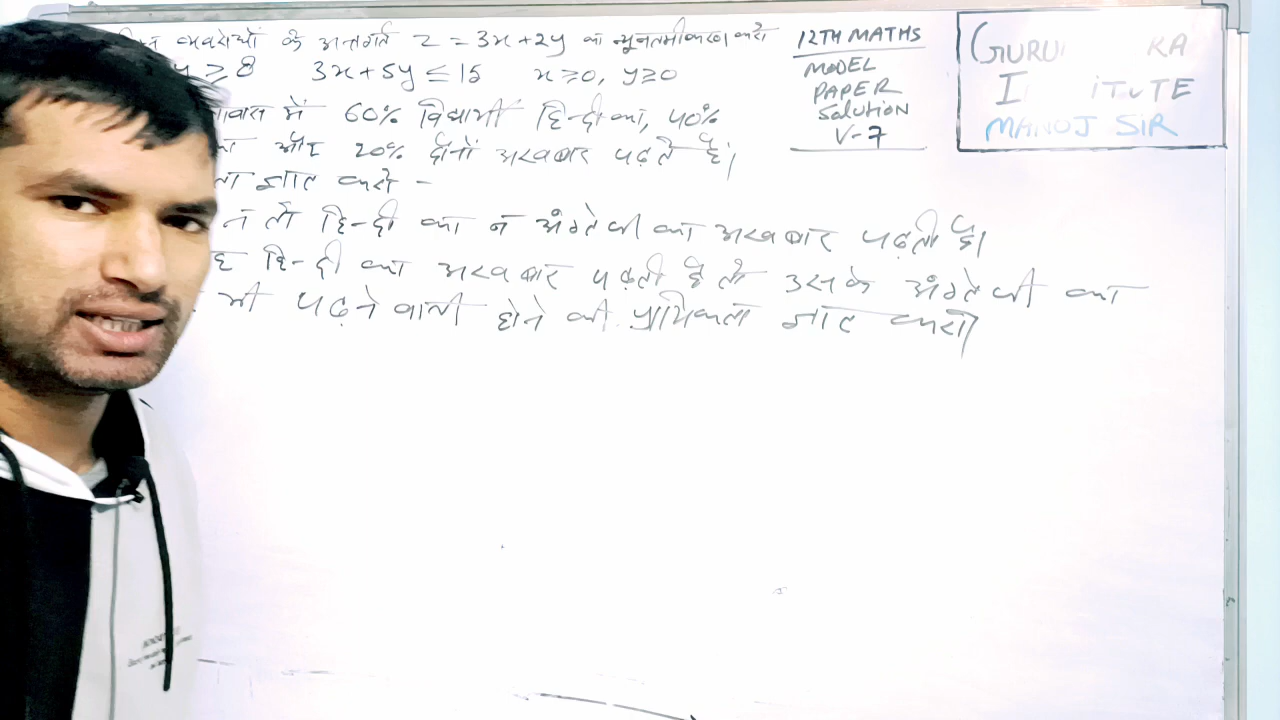 के अन्तर्गत Z = 3x + 2y का न्यूनतमीकरण करो
≥ 8 3x + 5y ≤ 15 x ≥ 0, y ≥ 0
में 60% विद्यार्थी हिन्दी का, 40%
और 20% दोनों अखबार पढ़ते है।
ज्ञात करो -
न तो हिन्दी का न अंग्रेजी का अखबार पढ़ती है।
हिन्दी का अखबार पढ़ती है तो उसके अंग्रेजी का
भी पढ़ने वाली होने की प्रायिकता ज्ञात करो
12TH MATHS
MODEL
PAPER
Solution
V-7
GURU KA
I ITUTE
MANOJ SIR